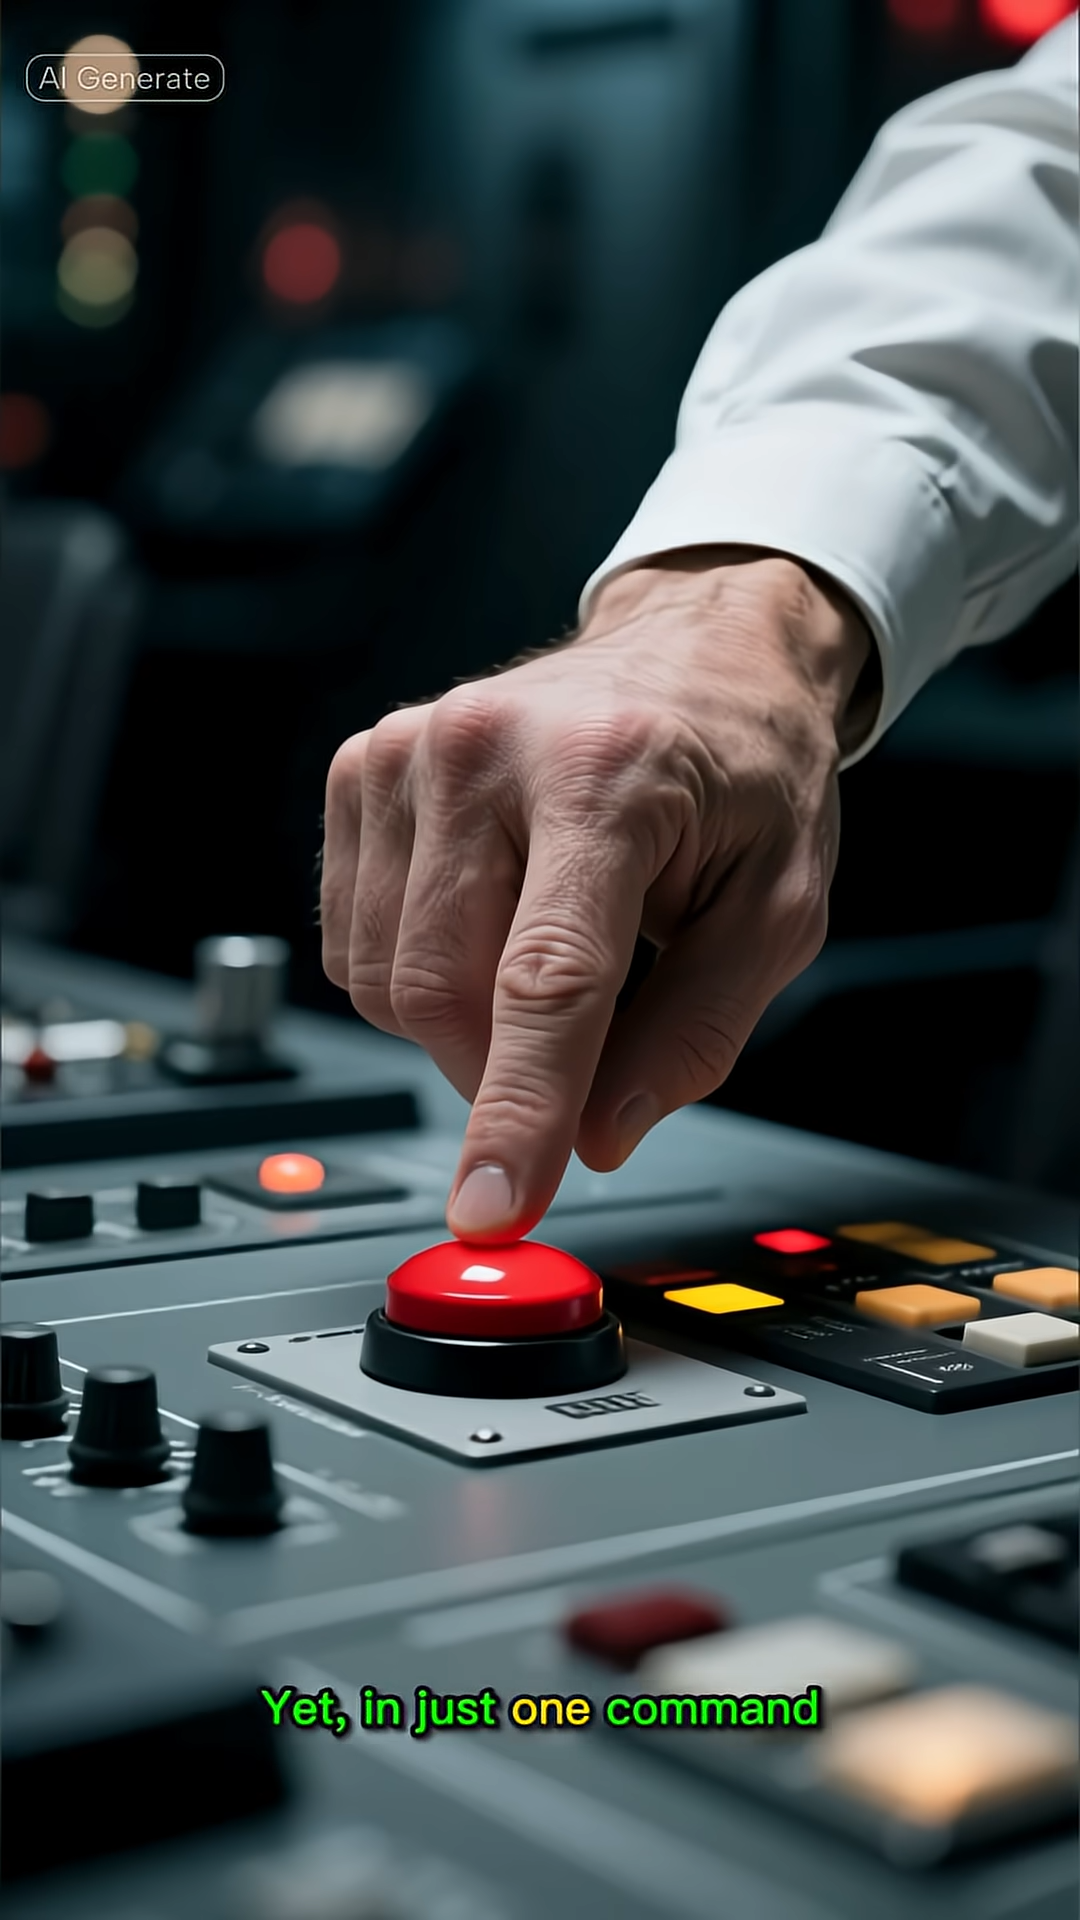 AI Generate
Yet, in just one command